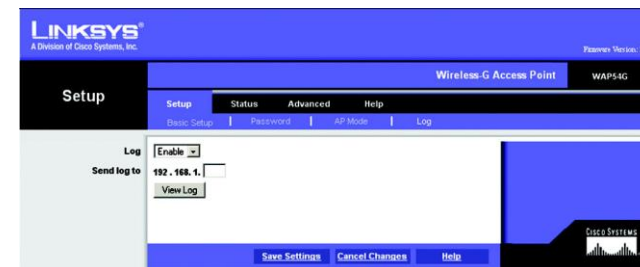 LINKSYS®
A Division of Cisco Systems, Inc.
Firmware Version:
Wireless-G Access Point
WAP54G
Setup
Setup Status Advanced Help
Basic Setup | Password | AP Mode | Log
Log Enable
Send log to 192 . 168. 1.
View Log
Save Settings Cancel Changes Help
CISCO SYSTEMS